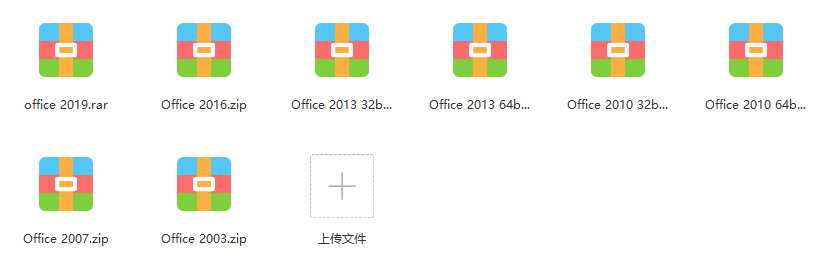 office 2019.rar
Office 2016.zip
Office 2013 32b...
Office 2013 64b...
Office 2010 32b...
Office 2010 64b...
Office 2007.zip
Office 2003.zip
上传文件